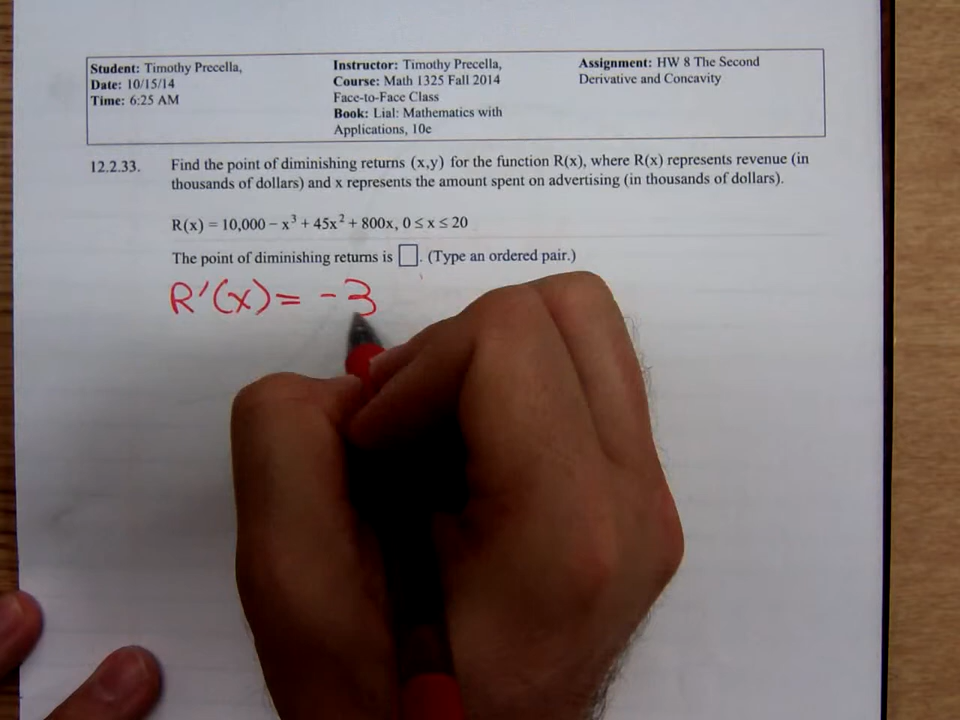 Student: Timothy Precella,
Date: 10/15/14
Time: 6:25 AM
Instructor: Timothy Precella,
Course: Math 1325 Fall 2014
Face-to-Face Class
Book: Lial: Mathematics with
Applications, 10e
Assignment: HW 8 The Second
Derivative and Concavity
12.2.33. Find the point of diminishing returns (x,y) for the function R(x), where R(x) represents revenue (in
thousands of dollars) and x represents the amount spent on advertising (in thousands of dollars).
R(x) = 10,000 − x³ + 45x² + 800x, 0 ≤ x ≤ 20
The point of diminishing returns is □. (Type an ordered pair.)
R'(x) = -3